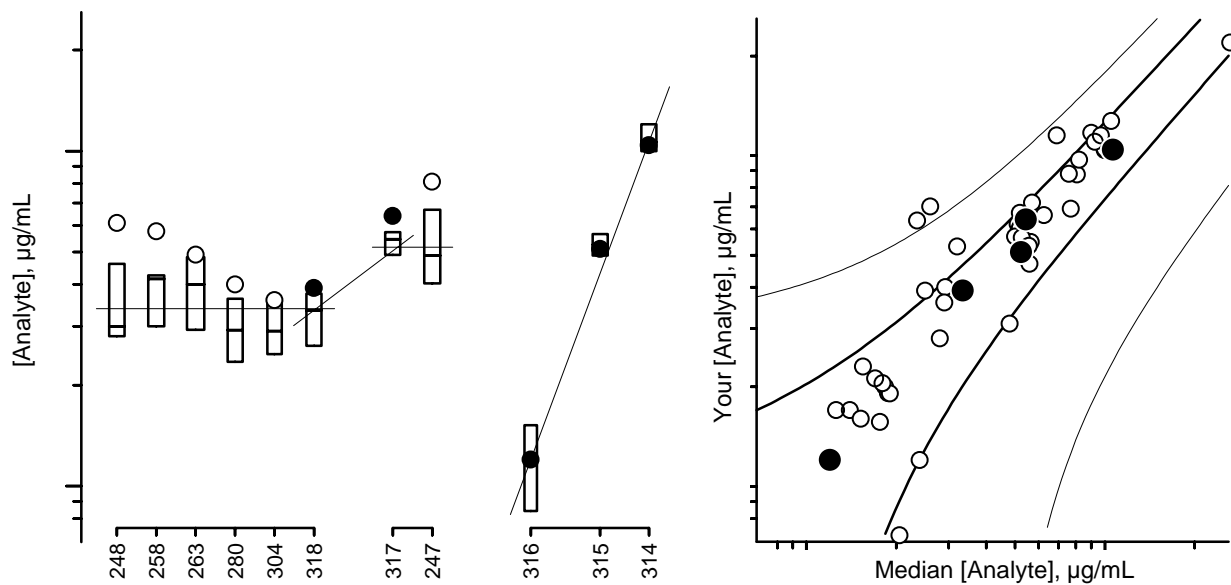 [Analyte], µg/mL
248 258 263 280 304 318 317 247 316 315 314
Your [Analyte], µg/mL
Median [Analyte], µg/mL